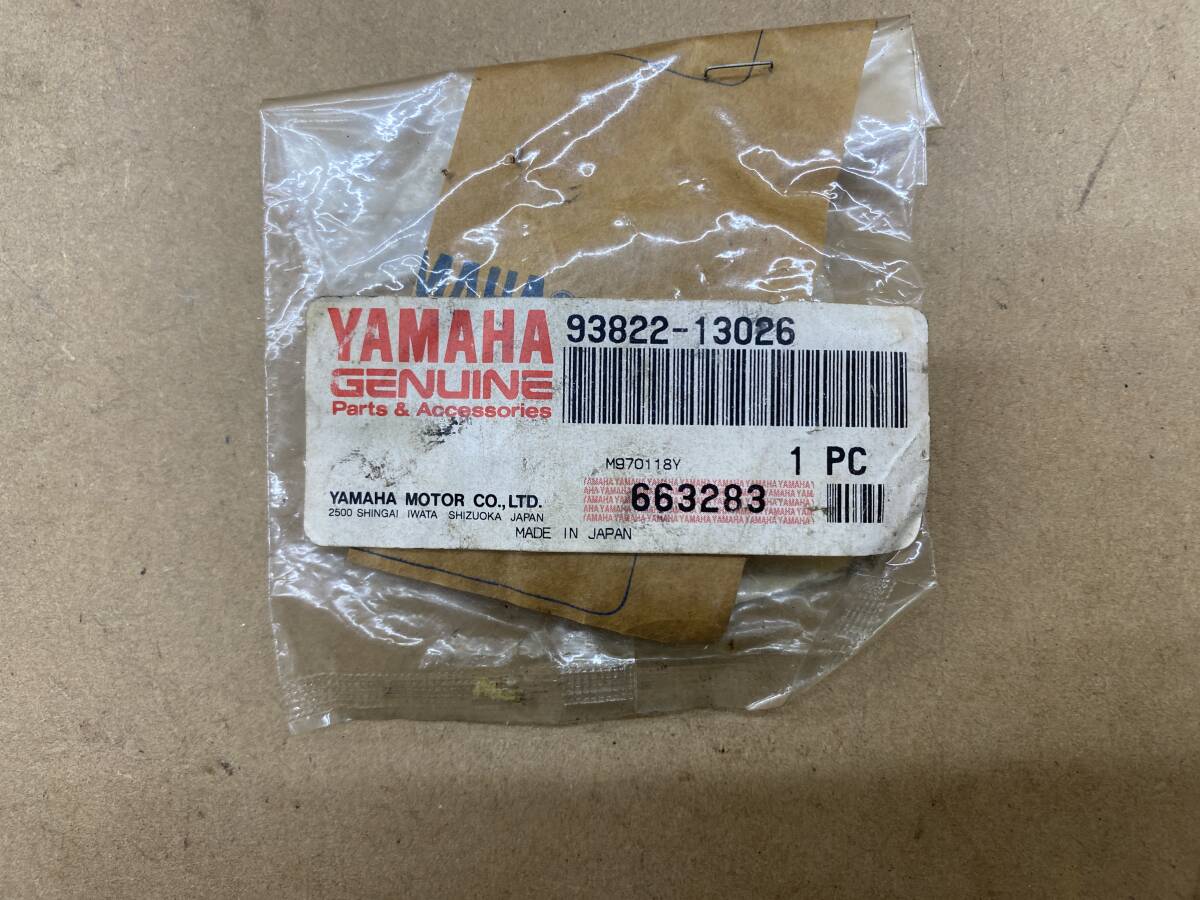 YAMAHA
YAMAHA
GENUINE
Parts & Accessories
93822-13026
M970118Y
1 PC
YAMAHA MOTOR CO.,LTD.
2500 SHINGAI IWATA SHIZUOKA JAPAN
663283
MADE IN JAPAN